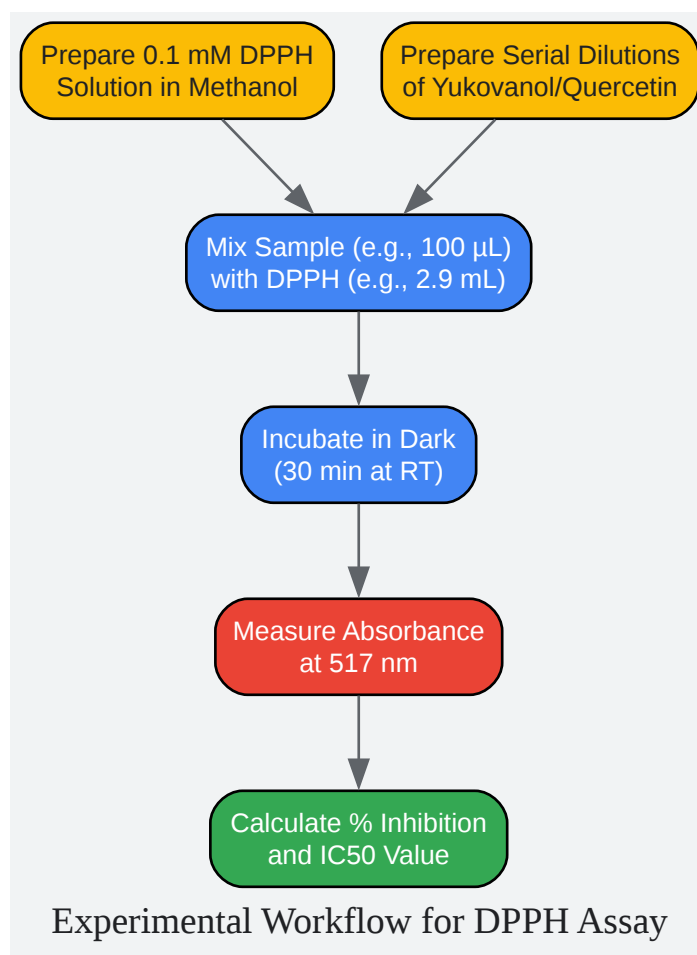 Prepare 0.1 mM DPPH
Solution in Methanol
Prepare Serial Dilutions
of Yukovanol/Quercetin
Mix Sample (e.g., 100 µL)
with DPPH (e.g., 2.9 mL)
Incubate in Dark
(30 min at RT)
Measure Absorbance
at 517 nm
Calculate % Inhibition
and IC50 Value
Experimental Workflow for DPPH Assay